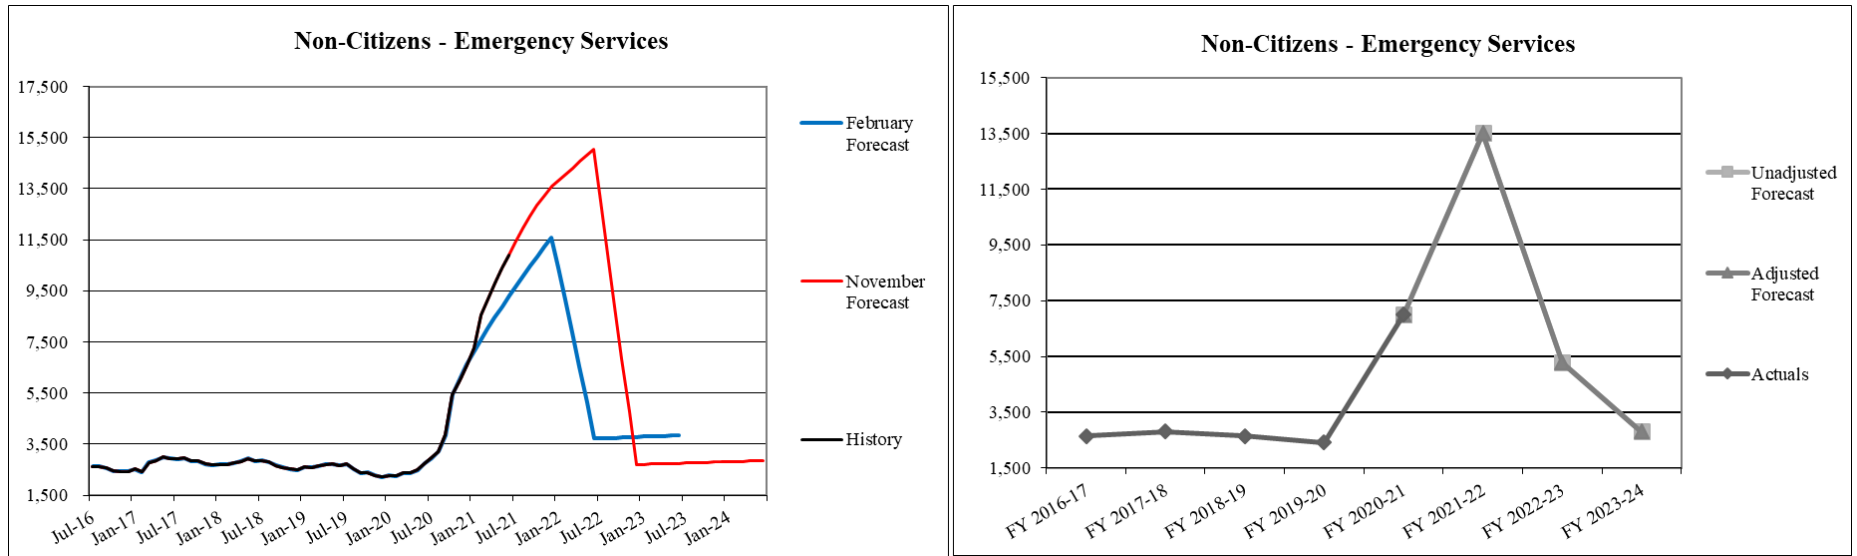 Non-Citizens - Emergency Services
17,500
15,500
13,500
11,500
9,500
7,500
5,500
3,500
1,500
Jul-16
Jan-17
Jul-17
Jan-18
Jul-18
Jan-19
Jul-19
Jan-20
Jul-20
Jan-21
Jul-21
Jan-22
Jul-22
Jan-23
Jul-23
Jan-24
February
Forecast
November
Forecast
History
Non-Citizens - Emergency Services
15,500
13,500
11,500
9,500
7,500
5,500
3,500
1,500
FY 2016-17
FY 2017-18
FY 2018-19
FY 2019-20
FY 2020-21
FY 2021-22
FY 2022-23
FY 2023-24
Unadjusted
Forecast
Adjusted
Forecast
Actuals